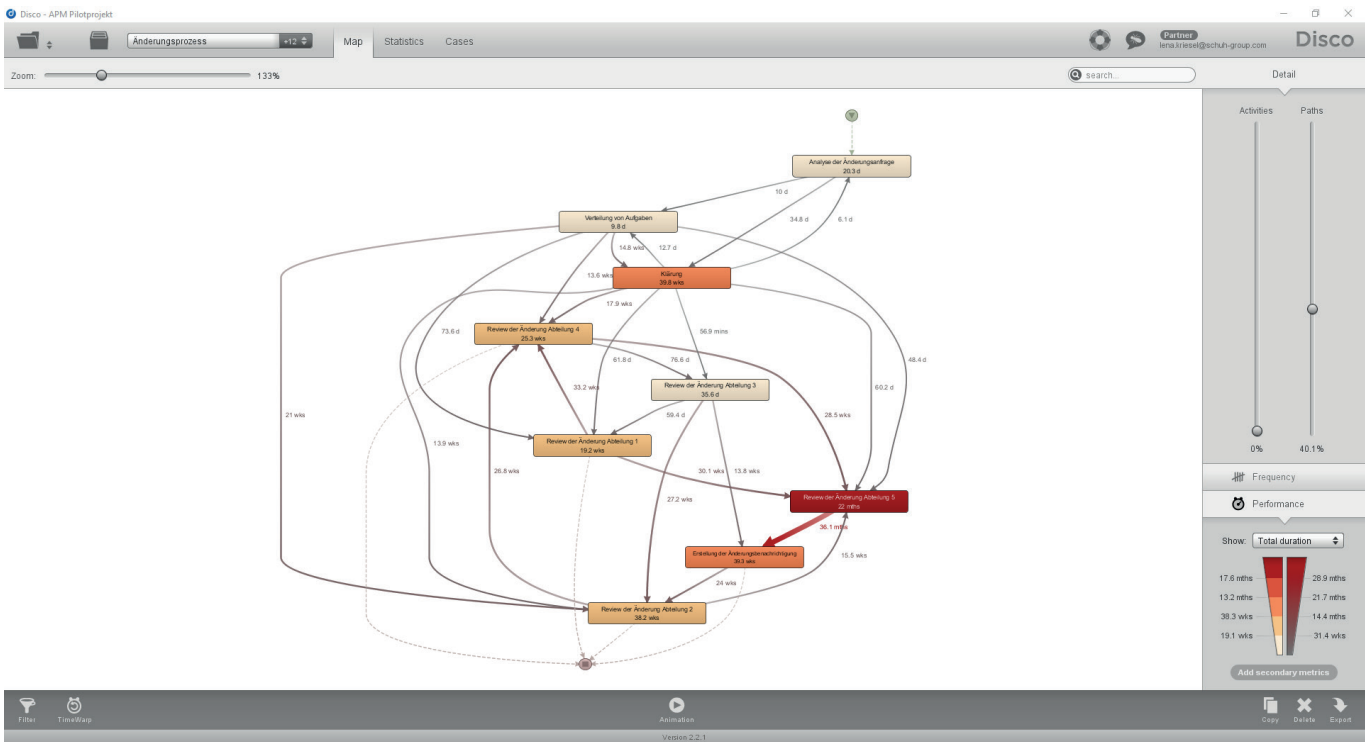 Disco - APM Pilotprojekt
Änderungsprozess
+12
Map
Statistics
Cases
Partner
lena.kriesel@schuh-group.com
Disco
Zoom:
133%
search...
Detail
Activities
Paths
Analyse der Änderungsanfrage
20.3 d
10 d
Verteilung von Aufgaben
9.8 d
34.8 d
6.1 d
14.8 wks
12.7 d
Klärung
39.8 wks
13.6 wks
17.9 wks
Review der Änderung Abteilung 4
25.3 wks
73.6 d
56.9 mins
61.8 d
76.6 d
48.4 d
Review der Änderung Abteilung 3
35.6 d
33.2 wks
60.2 d
21 wks
59.4 d
28.5 wks
Review der Änderung Abteilung 1
19.2 wks
13.9 wks
26.8 wks
30.1 wks
13.8 wks
27.2 wks
Review der Änderung Abteilung 5
22 mths
36.1 mths
Erstellung der Änderungsbenachrichtigung
39.3 wks
15.5 wks
24 wks
Review der Änderung Abteilung 2
38.2 wks
0%
40.1%
Frequency
Performance
Show:
Total duration
17.6 mths
28.9 mths
13.2 mths
21.7 mths
38.3 wks
14.4 mths
19.1 wks
31.4 wks
Add secondary metrics
Filter
TimeWarp
Animation
Copy
Delete
Export
Version 2.2.1